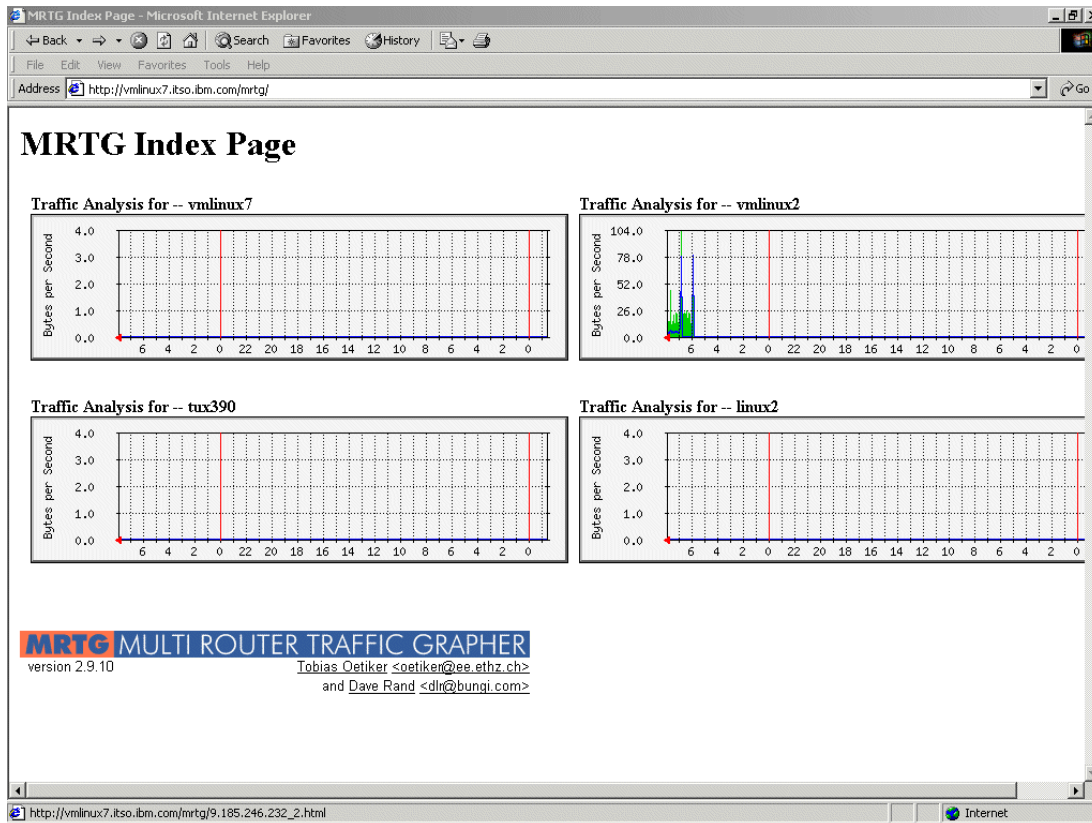 MRTG Index Page - Microsoft Internet Explorer
Back Search Favorites History
File Edit View Favorites Tools Help
Address http://vmlinux7.itso.ibm.com/mrtg/ Go
MRTG Index Page
Traffic Analysis for -- vmlinux7
Bytes per Second
4.0
3.0
2.0
1.0
0.0
6 4 2 0 22 20 18 16 14 12 10 8 6 4 2 0
Traffic Analysis for -- vmlinux2
Bytes per Second
104.0
78.0
52.0
26.0
0.0
6 4 2 0 22 20 18 16 14 12 10 8 6 4 2 0
Traffic Analysis for -- tux390
Bytes per Second
4.0
3.0
2.0
1.0
0.0
6 4 2 0 22 20 18 16 14 12 10 8 6 4 2 0
Traffic Analysis for -- linux2
Bytes per Second
4.0
3.0
2.0
1.0
0.0
6 4 2 0 22 20 18 16 14 12 10 8 6 4 2 0
MRTG MULTI ROUTER TRAFFIC GRAPHER
version 2.9.10 Tobias Oetiker <oetiker@ee.ethz.ch>
and Dave Rand <dlr@bungi.com>
http://vmlinux7.itso.ibm.com/mrtg/9.185.246.232_2.html Internet